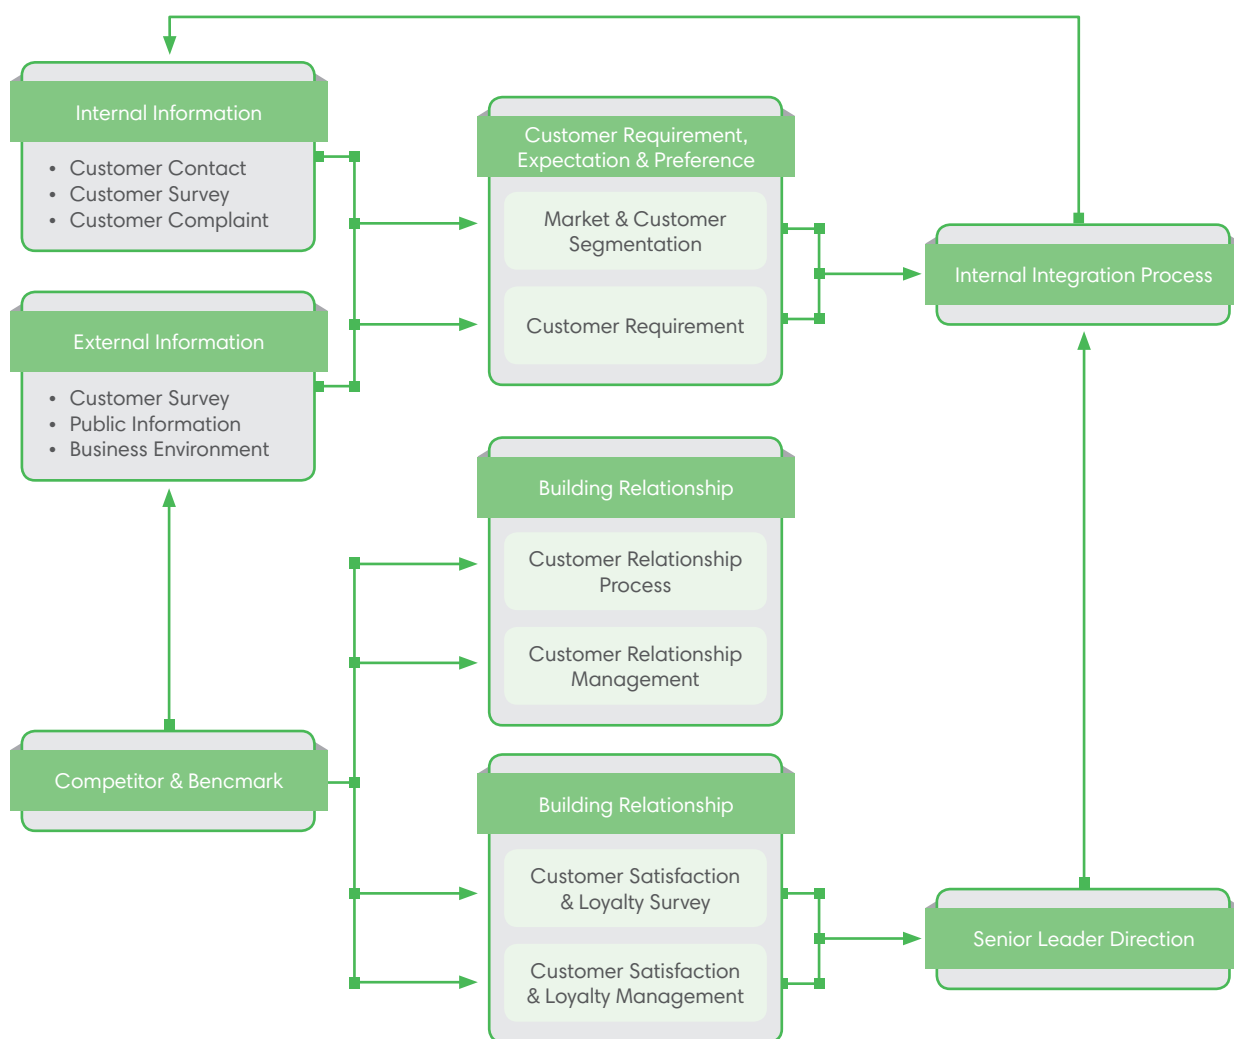 Internal Information
• Customer Contact
• Customer Survey
• Customer Complaint
External Information
• Customer Survey
• Public Information
• Business Environment
Competitor & Bencmark
Customer Requirement,
Expectation & Preference
Market & Customer
Segmentation
Customer Requirement
Building Relationship
Customer Relationship
Process
Customer Relationship
Management
Building Relationship
Customer Satisfaction
& Loyalty Survey
Customer Satisfaction
& Loyalty Management
Internal Integration Process
Senior Leader Direction